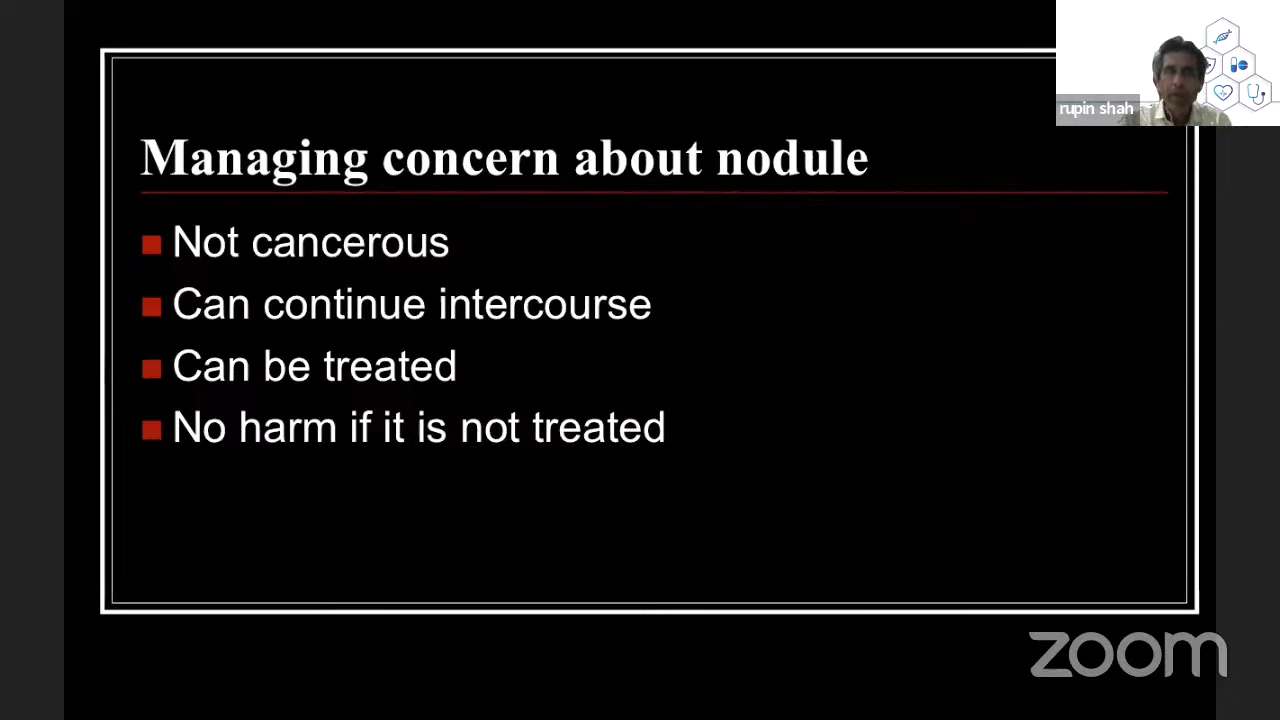 rupin shah
Managing concern about nodule
Not cancerous
Can continue intercourse
Can be treated
No harm if it is not treated
zoom